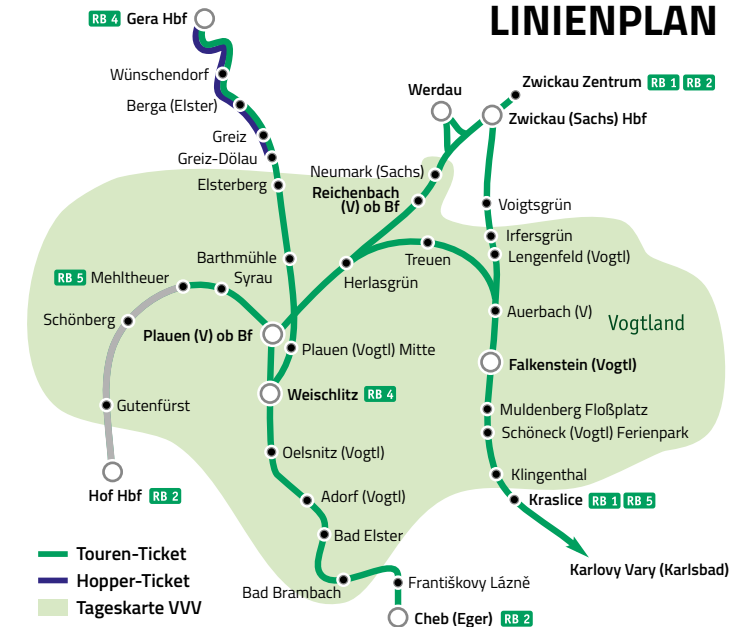 LINIENPLAN
RB 4 Gera Hbf
Wünschendorf
Berga (Elster)
Greiz
Greiz-Dölau
Elsterberg
Werdau
Zwickau Zentrum RB 1 RB 2
Zwickau (Sachs) Hbf
Neumark (Sachs)
Reichenbach
(V) ob Bf
Voigtsgrün
Irfersgrün
Lengenfeld (Vogtl)
Treuen
Herlasgrün
Barthmühle
RB 5 Mehltheuer
Syrau
Schönberg
Plauen (V) ob Bf
Plauen (Vogtl) Mitte
Auerbach (V)
Vogtland
Falkenstein (Vogtl)
Weischlitz RB 4
Gutenfürst
Muldenberg Floßplatz
Schöneck (Vogtl) Ferienpark
Oelsnitz (Vogtl)
Klingenthal
Hof Hbf RB 2
Adorf (Vogtl)
Kraslice RB 1 RB 5
Bad Elster
Karlovy Vary (Karlsbad)
Bad Brambach
Františkovy Lázně
Cheb (Eger) RB 2
Touren-Ticket
Hopper-Ticket
Tageskarte VVV